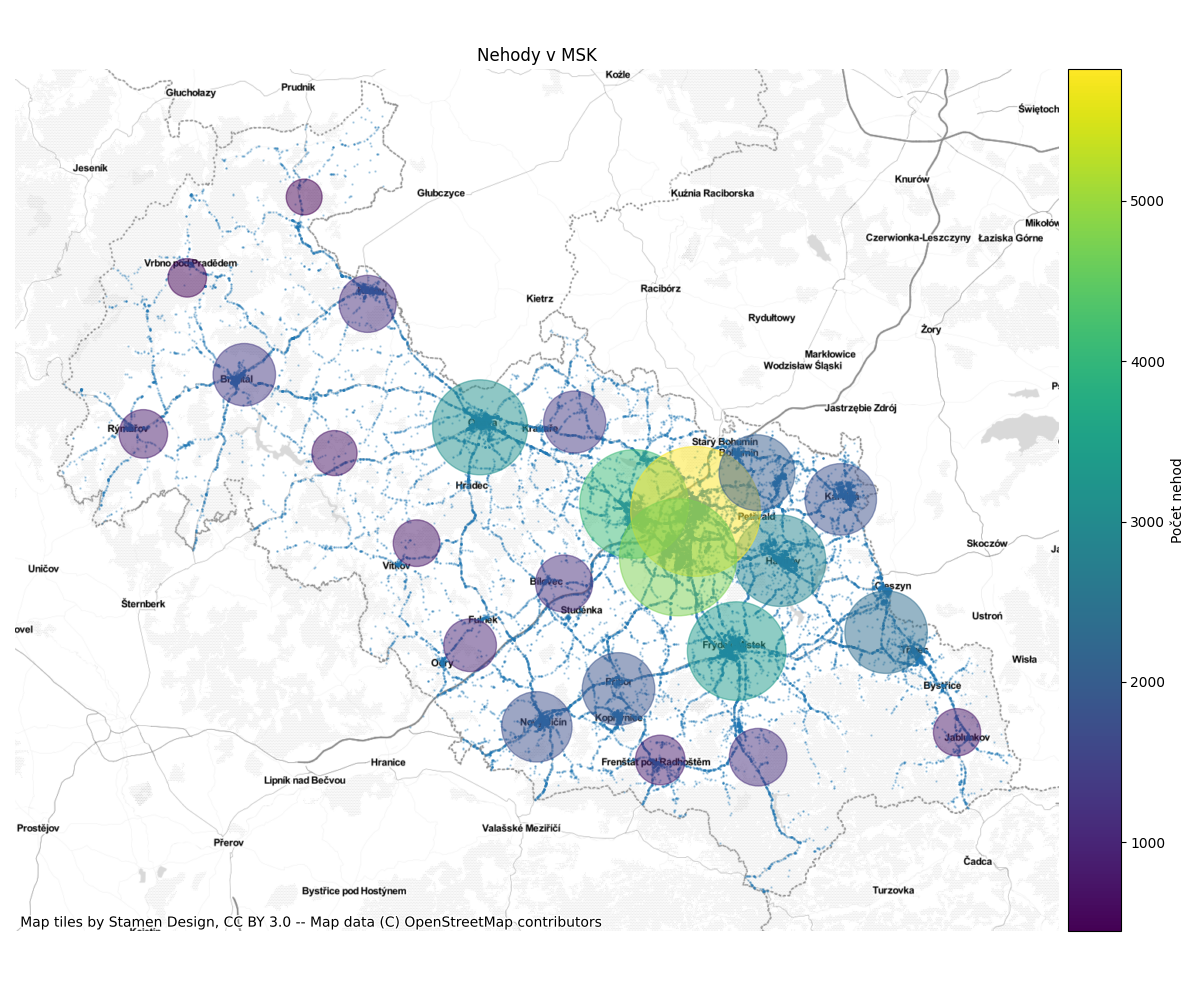 Nehody v MSK
Koźle
Głuchołazy
Prudnik
Świętoch
Jeseník
Knurów
Głubczyce
Kuźnia Raciborska
Mikołów
Czerwionka-Leszczyny
Łaziska Górne
Vrbno pod Pradědem
Racibórz
Kietrz
Rydułtowy
Żory
Markłowice
Wodzisław Śląski
Bruntál
Jastrzębie Zdrój
Rýmařov
Kravaře
Starý Bohumín
Bohumín
Hradec
Karviná
Petřvald
Skoczów
Havířov
Uničov
Vítkov
Bílovec
Cieszyn
Šternberk
Studénka
Ustroń
Fulnek
ovel
Frýdek-Místek
Třinec
Wisła
Odry
Příbor
Bystřice
Nový Jičín
Kopřivnice
Jablunkov
Hranice
Frenštát pod Radhoštěm
Lipník nad Bečvou
Prostějov
Valašské Meziříčí
Přerov
Čadca
Bystřice pod Hostýnem
Turzovka
Map tiles by Stamen Design, CC BY 3.0 -- Map data (C) OpenStreetMap contributors
5000
4000
3000
2000
1000
Počet nehod